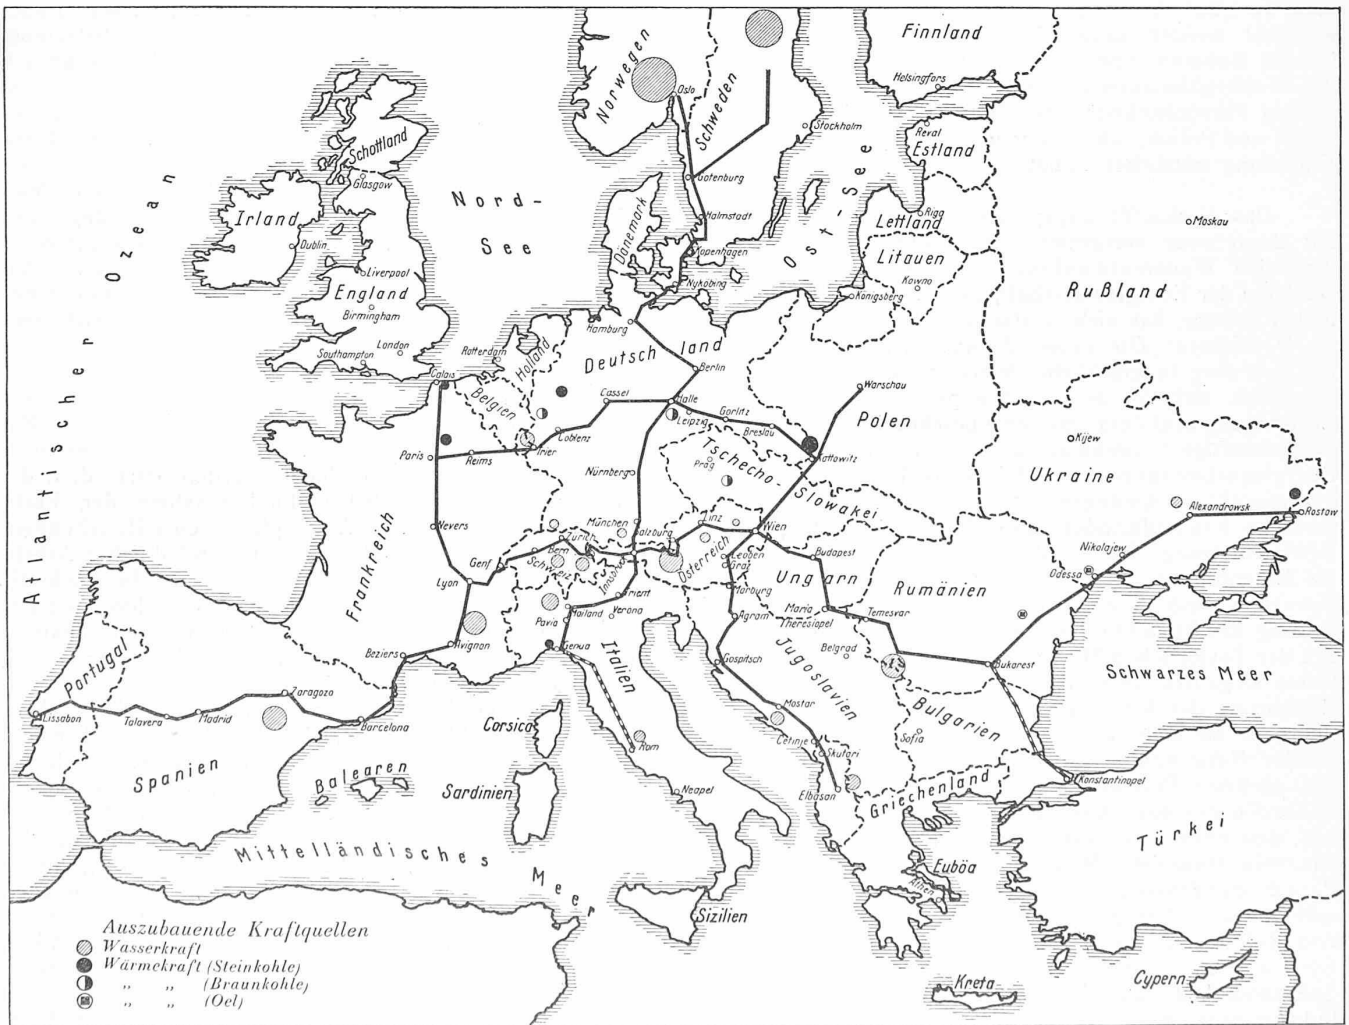 Finnland
Norwegen
Helsingfors
Oslo
Schweden
Stockholm
Reval
Estland
Schottland
Glasgow
Atlantischer Ozean
Nord-
See
Gotenburg
Ost-See
Irland
Dänemark
Halmstadt
Riga
Lettland
Moskau
Dublin
Kopenhagen
Litauen
Liverpool
Nyköbing
Kowno
England
Königsberg
Rußland
Birmingham
Hamburg
London
Southampton
Rotterdam
Holland
Deutschland
Berlin
Calais
Belgien
Cassel
Halle
Warschau
Leipzig
Görlitz
Polen
Coblenz
Breslau
Kijew
Paris
Reims
Trier
Kattowitz
Prag
Tschecho-Slowakei
Nürnberg
Ukraine
Alexandrowsk
Rostow
Frankreich
Nevers
München
Salzburg
Linz
Wien
Zürich
Bern
Schweiz
Genf
Innsbruck
Österreich
Leoben
Graz
Budapest
Nikolajew
Odessa
Lyon
Ungarn
Rumänien
Trient
Marburg
Mailand
Verona
Agram
Maria
Theresiopel
Temesvar
Pavia
Avignon
Genua
Beziers
Italien
Belgrad
Gospitsch
Jugoslavien
Bukarest
Schwarzes Meer
Portugal
Zaragoza
Lissabon
Talavera
Madrid
Barcelona
Corsica
Mostar
Bulgarien
Sofia
Rom
Cetinje
Skutari
Spanien
Balearen
Sardinien
Neapel
Elbasan
Griechenland
Konstantinopel
Türkei
Mittelländisches Meer
Euböa
Athen
Sizilien
Kreta
Cypern
Auszubauende Kraftquellen
Wasserkraft
Wärmekraft (Steinkohle)
„ „ (Braunkohle)
„ „ (Oel)